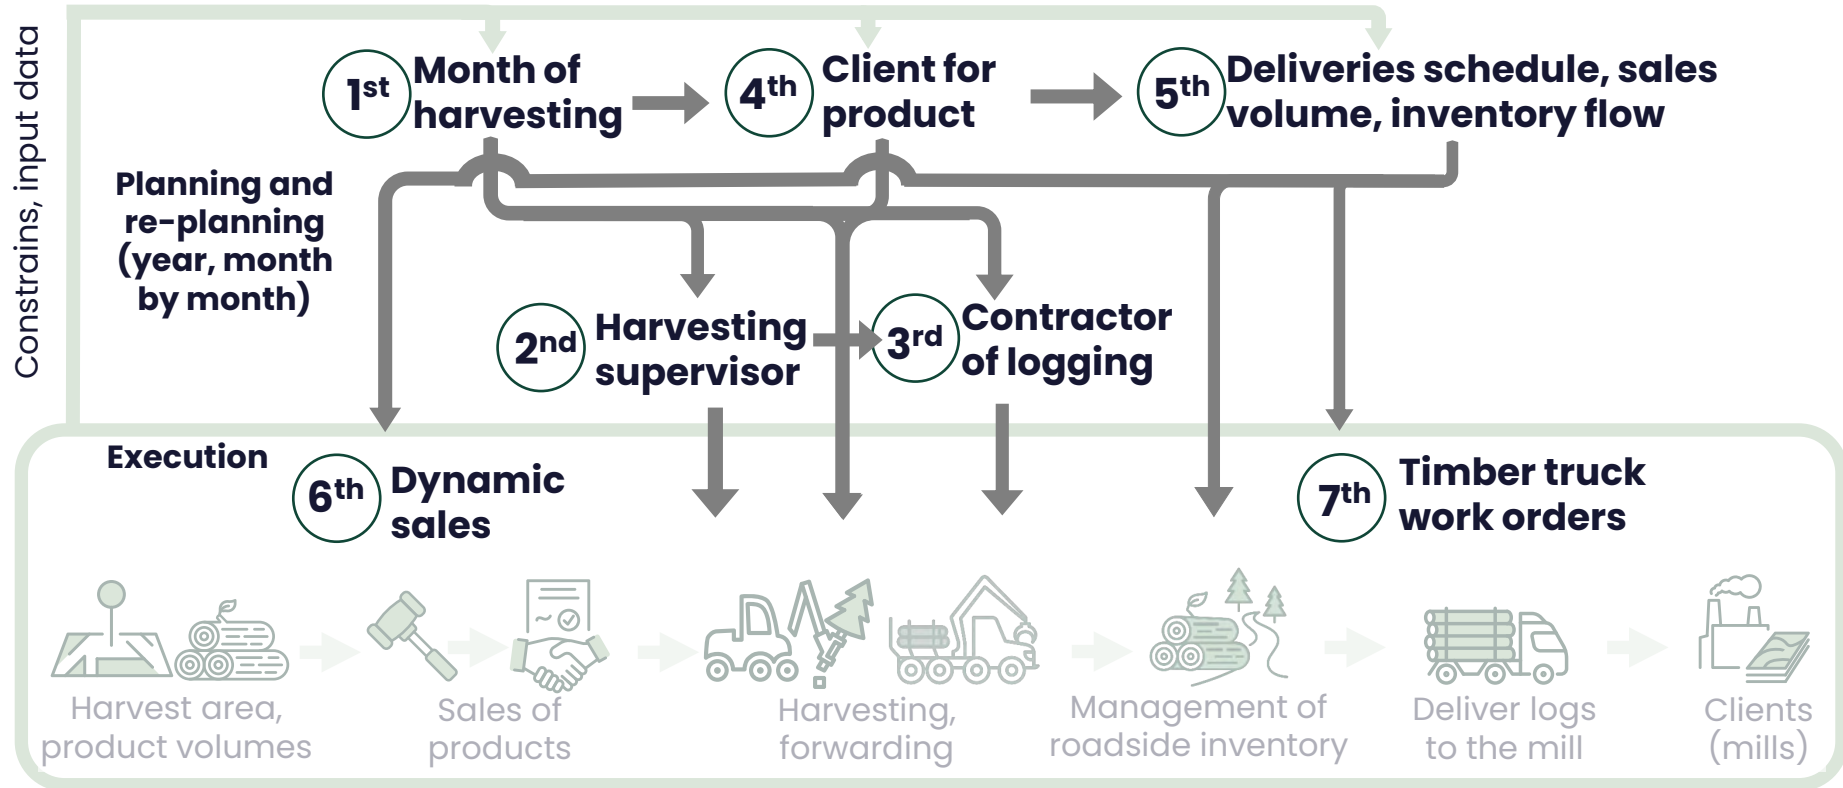 Constrains, input data
1st
Month of
harvesting
4th
Client for
product
5th
Deliveries schedule, sales
volume, inventory flow
Planning and
re-planning
(year, month
by month)
2nd
Harvesting
supervisor
3rd
Contractor
of logging
Execution
6th
Dynamic
sales
7th
Timber truck
work orders
Harvest area,
product volumes
Sales of
products
Harvesting,
forwarding
Management of
roadside inventory
Deliver logs
to the mill
Clients
(mills)